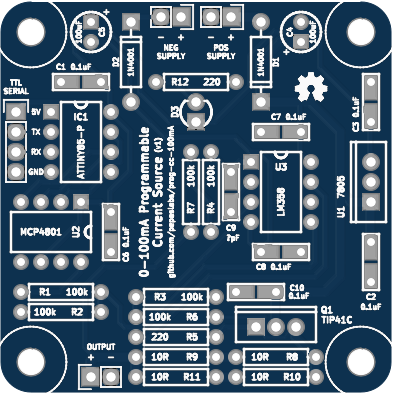 100uF
C5
+
D2
1N4001
- +
NEG
SUPPLY
- +
POS
SUPPLY
1N4001
D1
C4
100uF
+
TTL
SERIAL
5V
TX
RX
GND
C1 0.1uF
IC1
ATTINY85-P
R12 220
D3
C7 0.1uF
C3 0.1uF
MCP4801
U2
C6 0.1uF
0-100mA Programmable
Current Source (v1)
github.com/pepaslabs/prog-cc-100mA
100k
R7
100k
R4
C9
?pF
LM358
U1 7805
C8 0.1uF
C2
0.1uF
R1 100k
100k R2
R3 100k
100k R6
220 R5
10R R9
10R R11
C10
0.1uF
Q1
TIP41C
10R R8
10R R10
OUTPUT
+ -